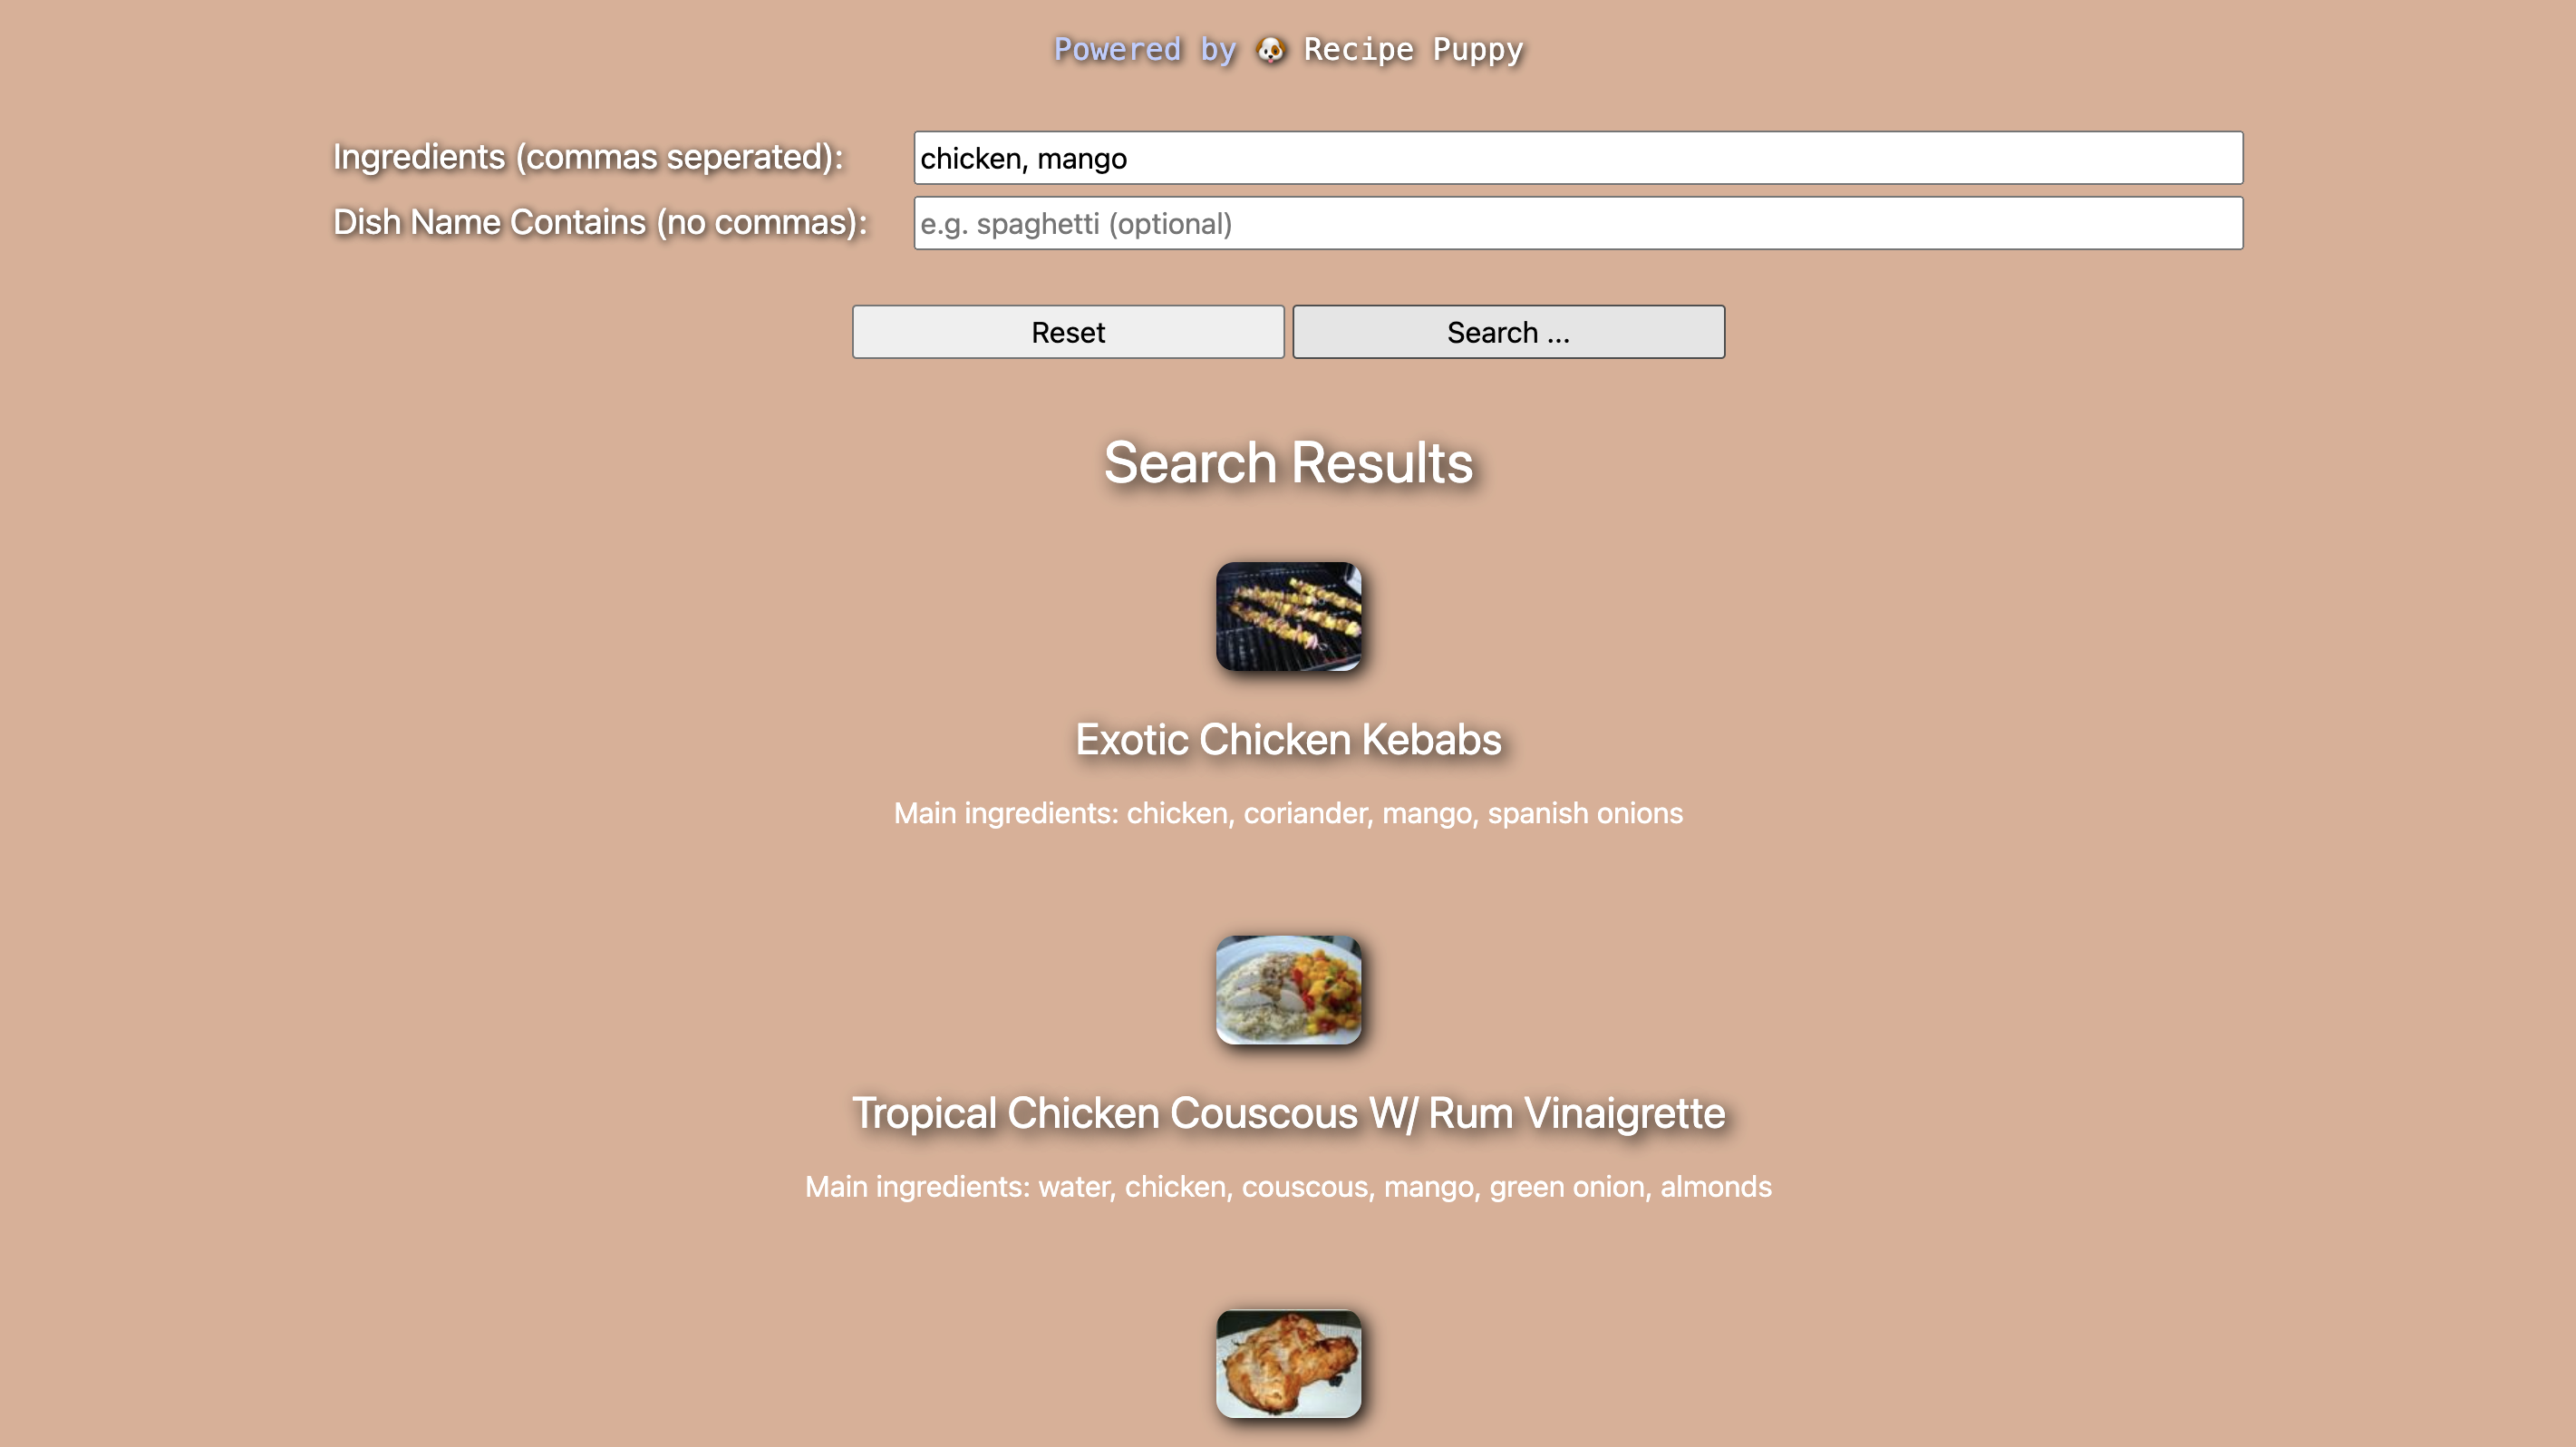 Powered by 🐶 Recipe Puppy
Ingredients (commas seperated):
chicken, mango
Dish Name Contains (no commas):
e.g. spaghetti (optional)
Reset
Search ...
Search Results
Exotic Chicken Kebabs
Main ingredients: chicken, coriander, mango, spanish onions
Tropical Chicken Couscous W/ Rum Vinaigrette
Main ingredients: water, chicken, couscous, mango, green onion, almonds